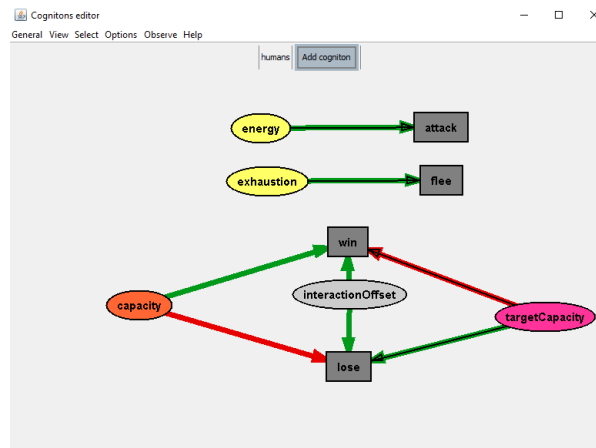 Cognitons editor
General View Select Options Observe Help
humans Add cogniton
energy attack
exhaustion flee
win
interactionOffset
capacity
targetCapacity
lose